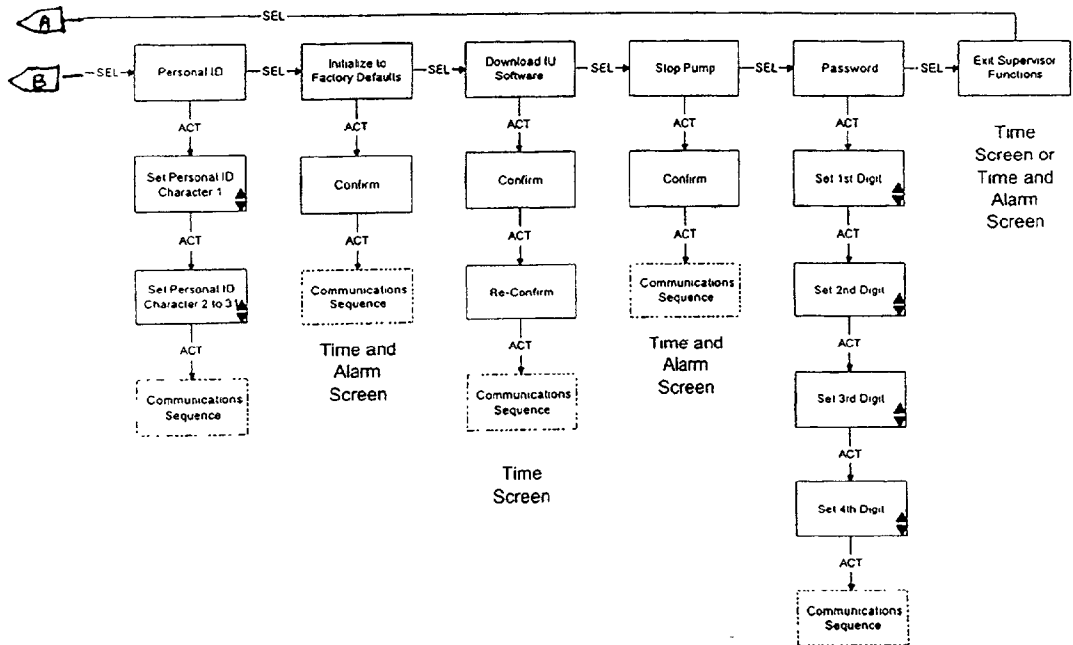 A
SEL
B
SEL
Personal ID
SEL
Initialize to
Factory Defaults
SEL
Download IU
Software
SEL
Stop Pump
SEL
Password
SEL
Exit Supervisor
Functions
ACT
ACT
ACT
ACT
ACT
Time
Screen or
Time and
Alarm
Screen
Set Personal ID
Character 1
Confirm
Confirm
Confirm
Set 1st Digit
ACT
ACT
ACT
ACT
ACT
Set Personal ID
Character 2 to 31
Communications
Sequence
Re-Confirm
Communications
Sequence
Set 2nd Digit
ACT
Time and
Alarm
Screen
ACT
Time and
Alarm
Screen
ACT
Communications
Sequence
Communications
Sequence
Set 3rd Digit
Time
Screen
ACT
Set 4th Digit
ACT
Communications
Sequence